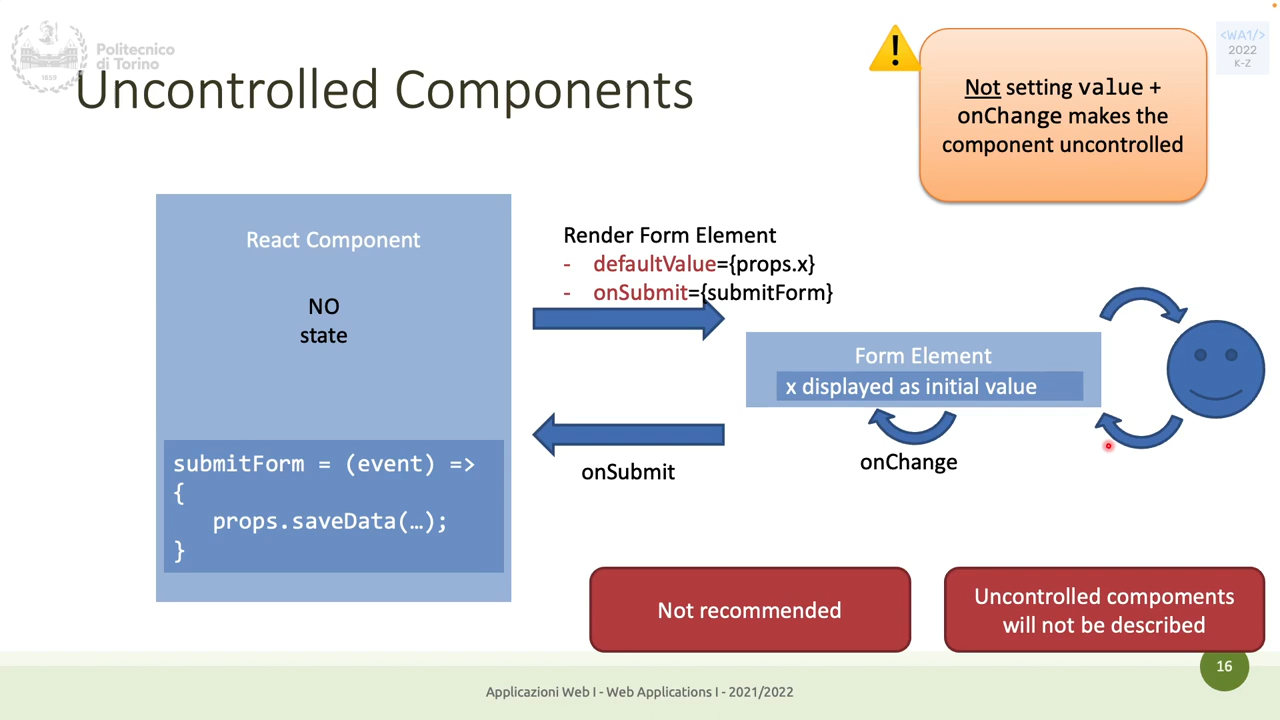 Politecnico
di Torino
1859
Uncontrolled Components
!
Not setting value +
onChange makes the
component uncontrolled
<WA1/>
2022
K-Z
React Component
NO
state
submitForm = (event) =>
{
props.saveData(…);
}
Render Form Element
- defaultValue={props.x}
- onSubmit={submitForm}
Form Element
x displayed as initial value
onSubmit
onChange
Not recommended
Uncontrolled compoments
will not be described
Applicazioni Web I - Web Applications I - 2021/2022
16